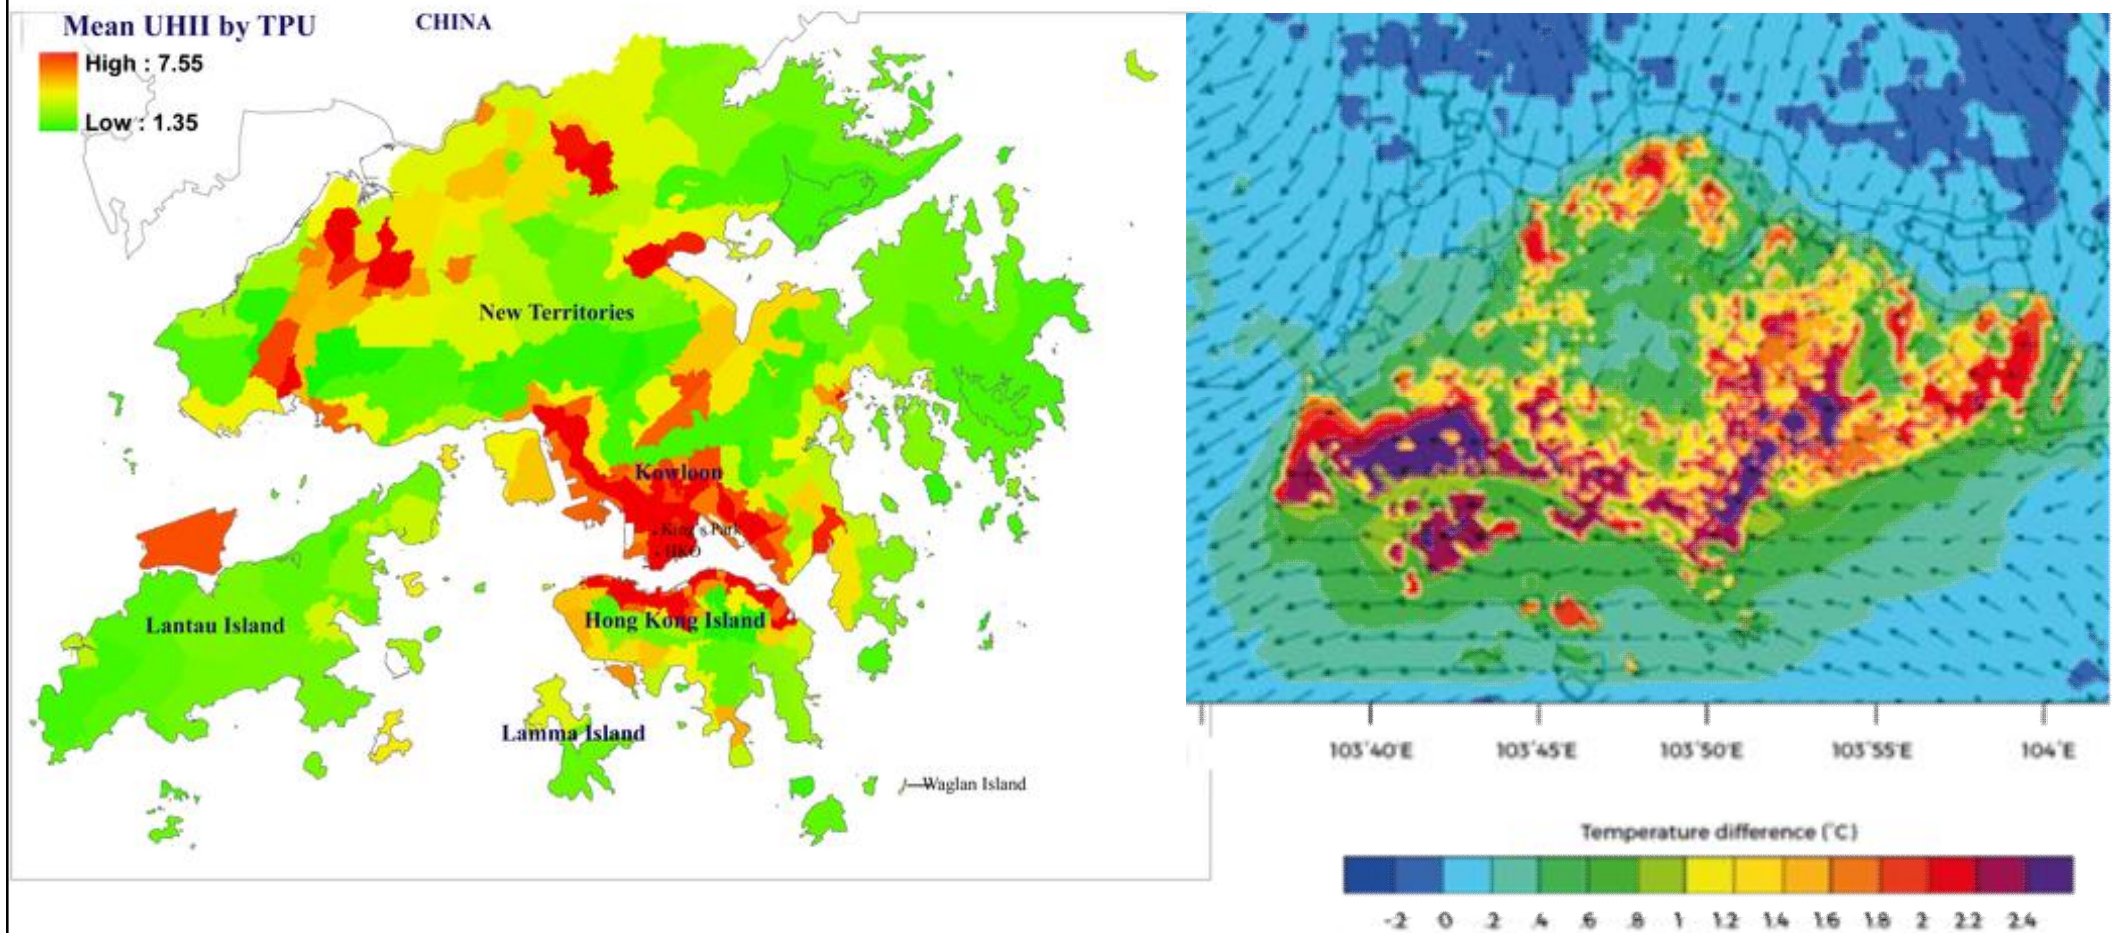 Mean UHII by TPU
CHINA
High : 7.55
Low : 1.35
New Territories
Kowloon
King's Park
HKO
Lantau Island
Hong Kong Island
Lamma Island
Waglan Island
103°40'E 103°45'E 103°50'E 103°55'E 104°E
Temperature difference (°C)
-.2 0 .2 .4 .6 .8 1 1.2 1.4 1.6 1.8 2 2.2 2.4